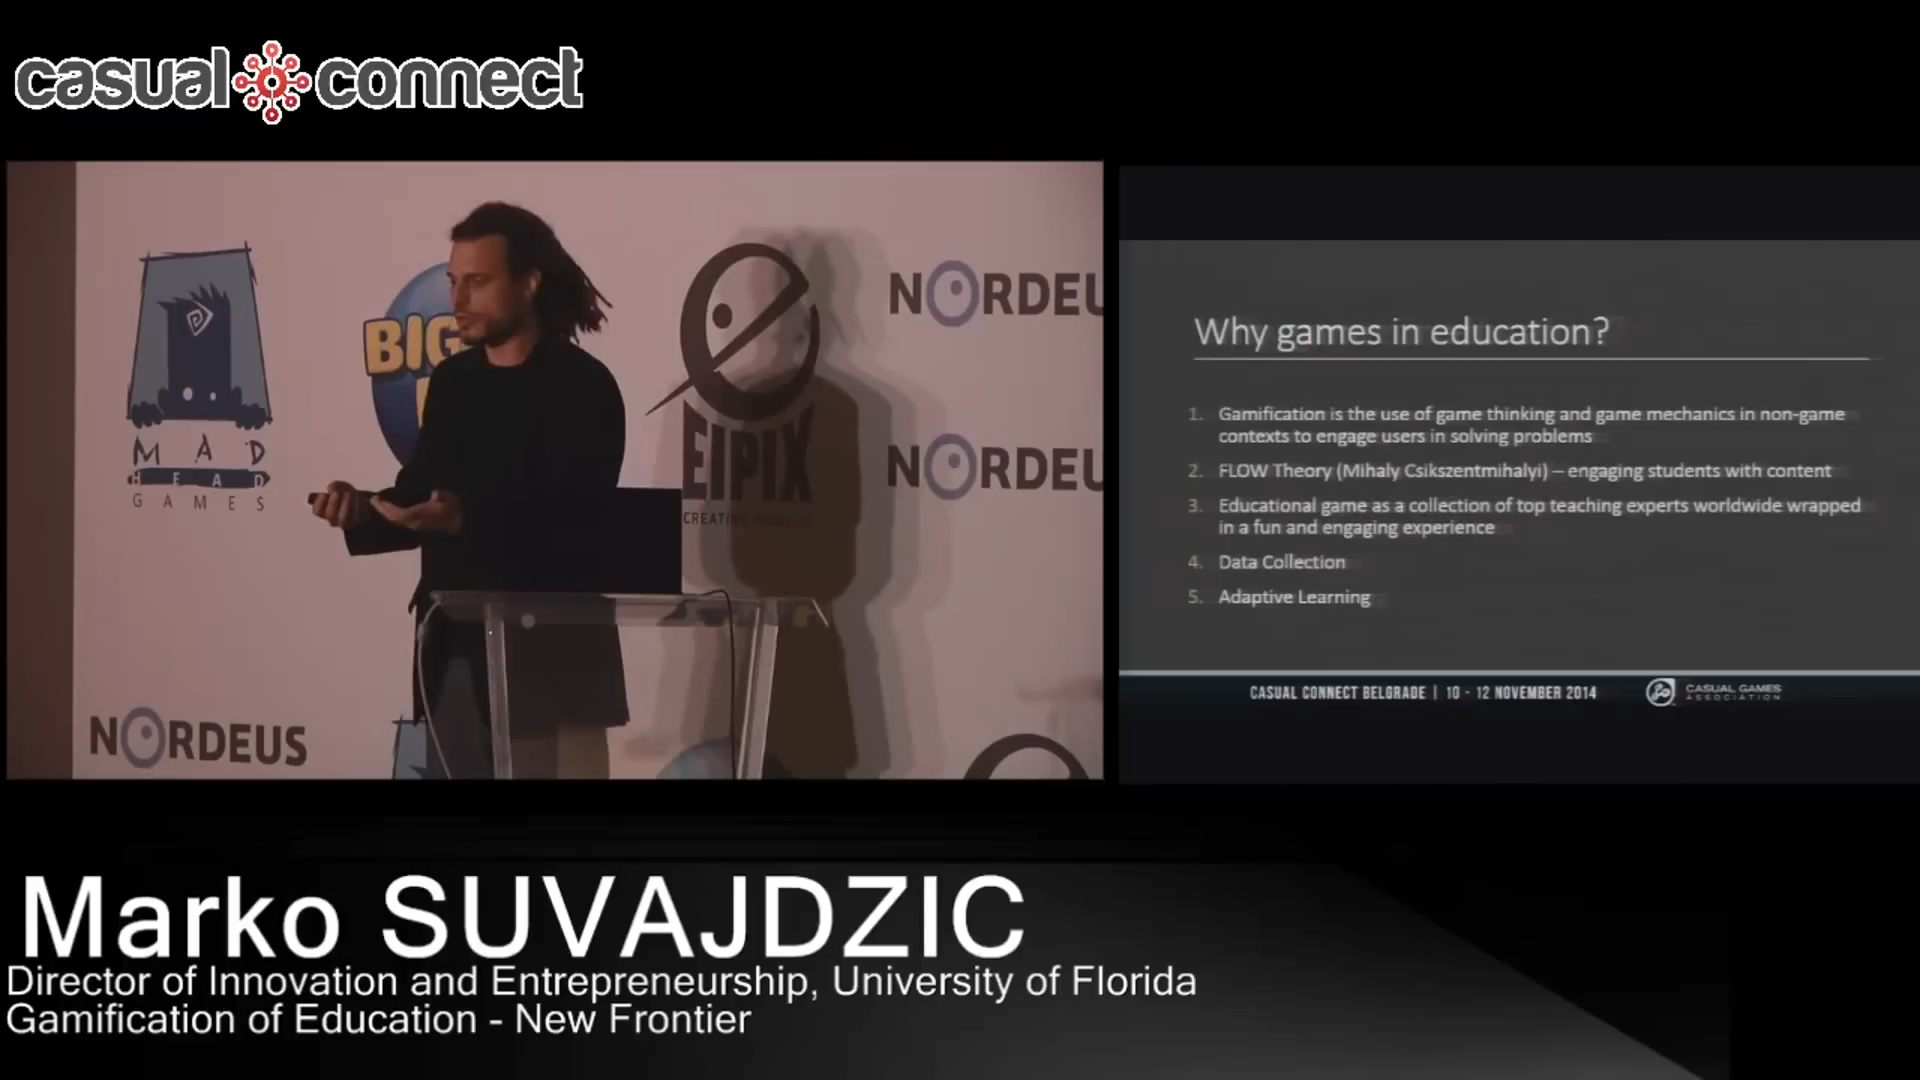 casual connect
MAD
HEAD
GAMES
BIG
EIPIX
NORDEU
NORDEU
NORDEUS
Why games in education?
1. Gamification is the use of game thinking and game mechanics in non-game
contexts to engage users in solving problems
2. FLOW Theory (Mihaly Csikszentmihalyi) – engaging students with content
3. Educational game as a collection of top teaching experts worldwide wrapped
in a fun and engaging experience
4. Data Collection
5. Adaptive Learning
CASUAL CONNECT BELGRADE | 10 - 12 NOVEMBER 2014
CASUAL GAMES
ASSOCIATION
Marko SUVAJDZIC
Director of Innovation and Entrepreneurship, University of Florida
Gamification of Education - New Frontier